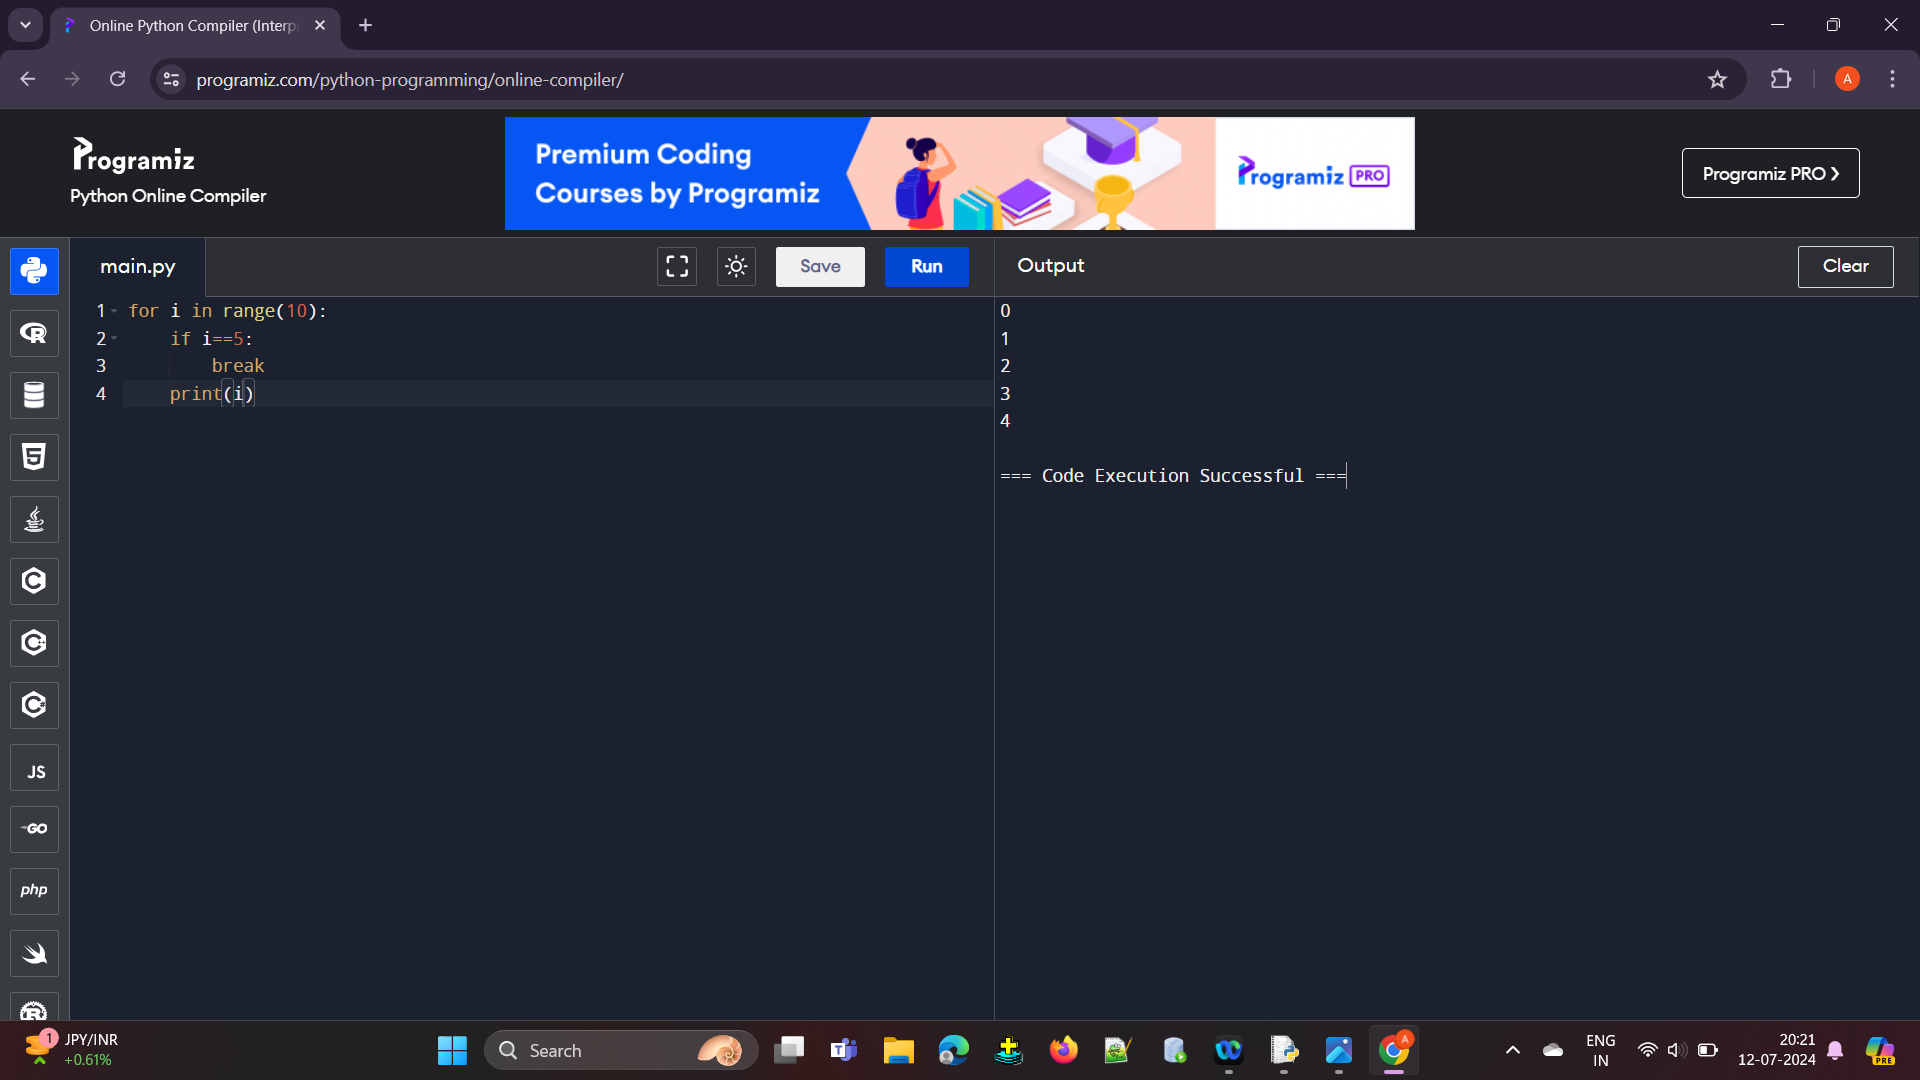 Online Python Compiler (Interp
programiz.com/python-programming/online-compiler/
A
Programiz
Python Online Compiler
Premium Coding
Courses by Programiz
Programiz PRO
Programiz PRO ❯
main.py
Save
Run
Output
Clear
1 for i in range(10):
2     if i==5:
3         break
4     print(i)
0
1
2
3
4
=== Code Execution Successful ===
R
5
C
C++
C#
JS
GO
php
R
1
JPY/INR
+0.61%
Search
T
A
ENG
IN
20:21
12-07-2024
PRE